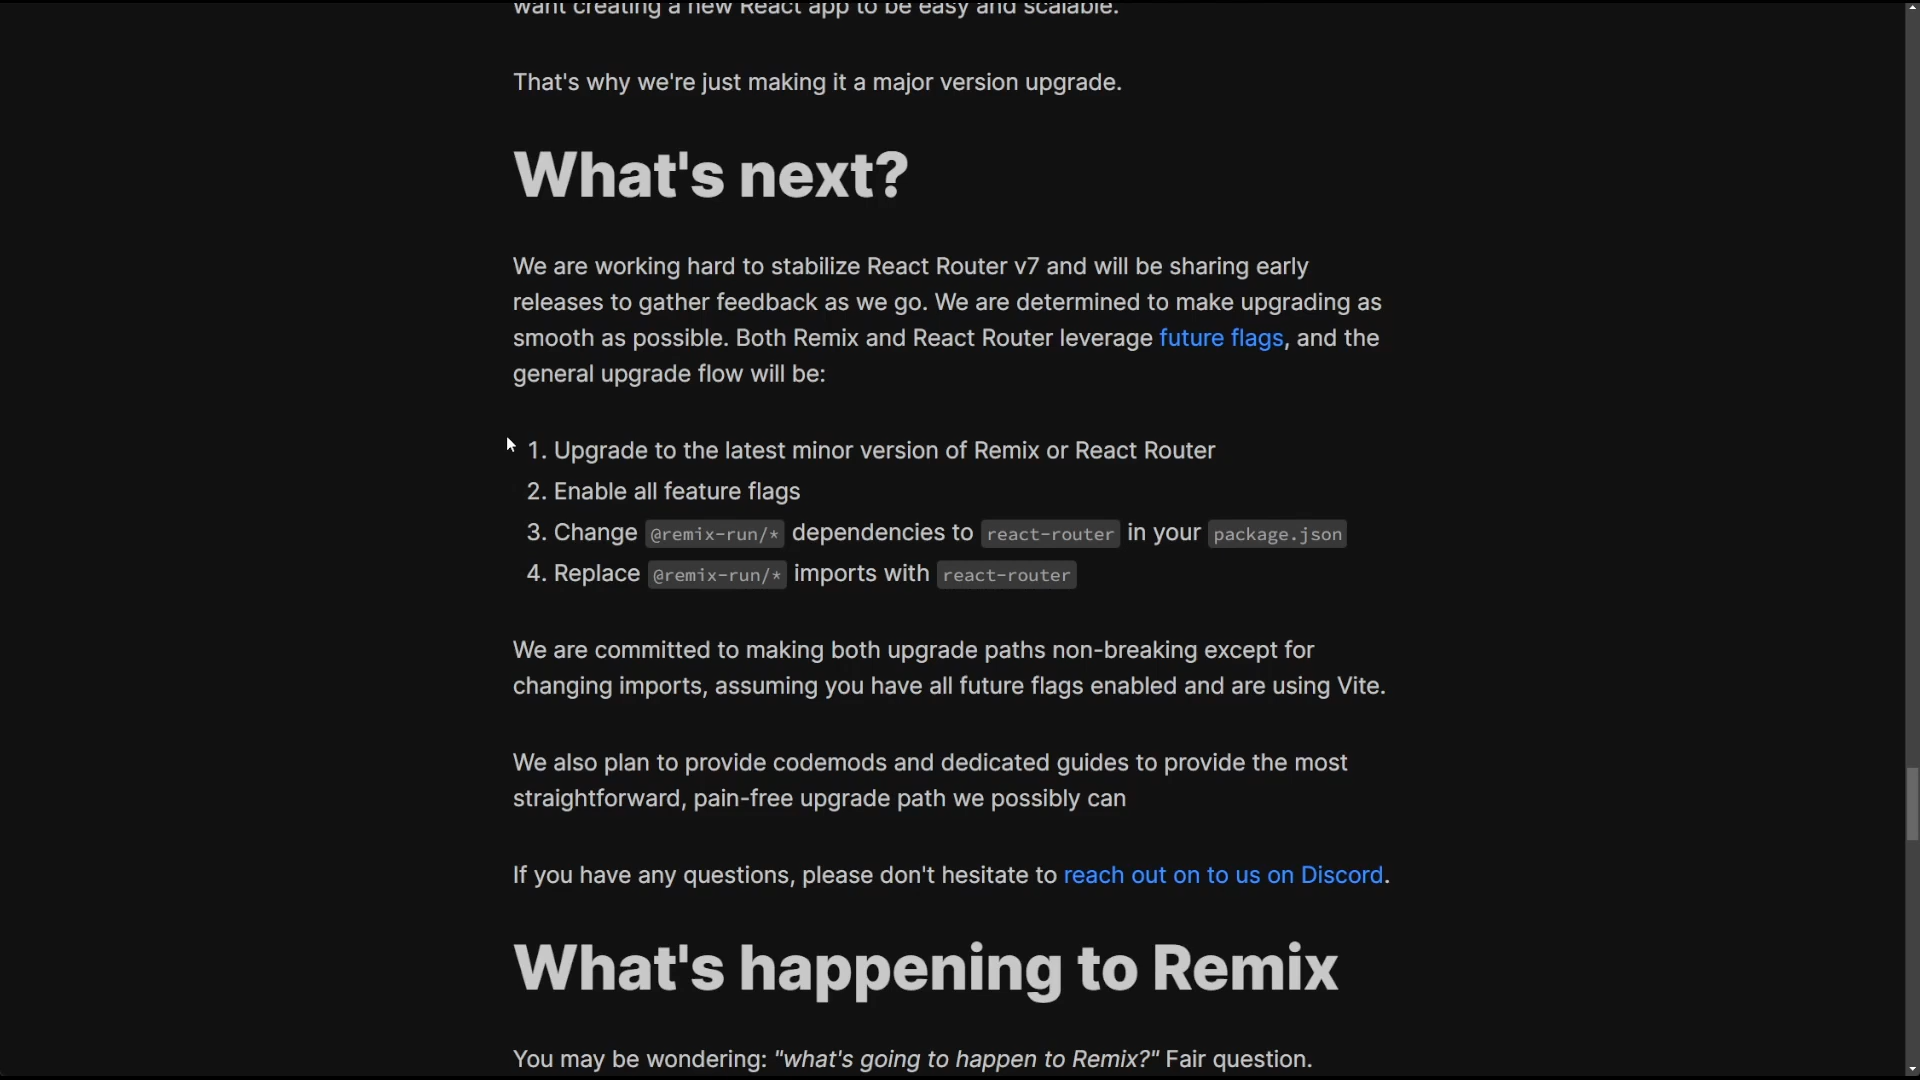 want creating a new React app to be easy and scalable.
That's why we're just making it a major version upgrade.
What's next?
We are working hard to stabilize React Router v7 and will be sharing early
releases to gather feedback as we go. We are determined to make upgrading as
smooth as possible. Both Remix and React Router leverage future flags, and the
general upgrade flow will be:
1. Upgrade to the latest minor version of Remix or React Router
2. Enable all feature flags
3. Change @remix-run/* dependencies to react-router in your package.json
4. Replace @remix-run/* imports with react-router
We are committed to making both upgrade paths non-breaking except for
changing imports, assuming you have all future flags enabled and are using Vite.
We also plan to provide codemods and dedicated guides to provide the most
straightforward, pain-free upgrade path we possibly can
If you have any questions, please don't hesitate to reach out on to us on Discord.
What's happening to Remix
You may be wondering: "what's going to happen to Remix?" Fair question.